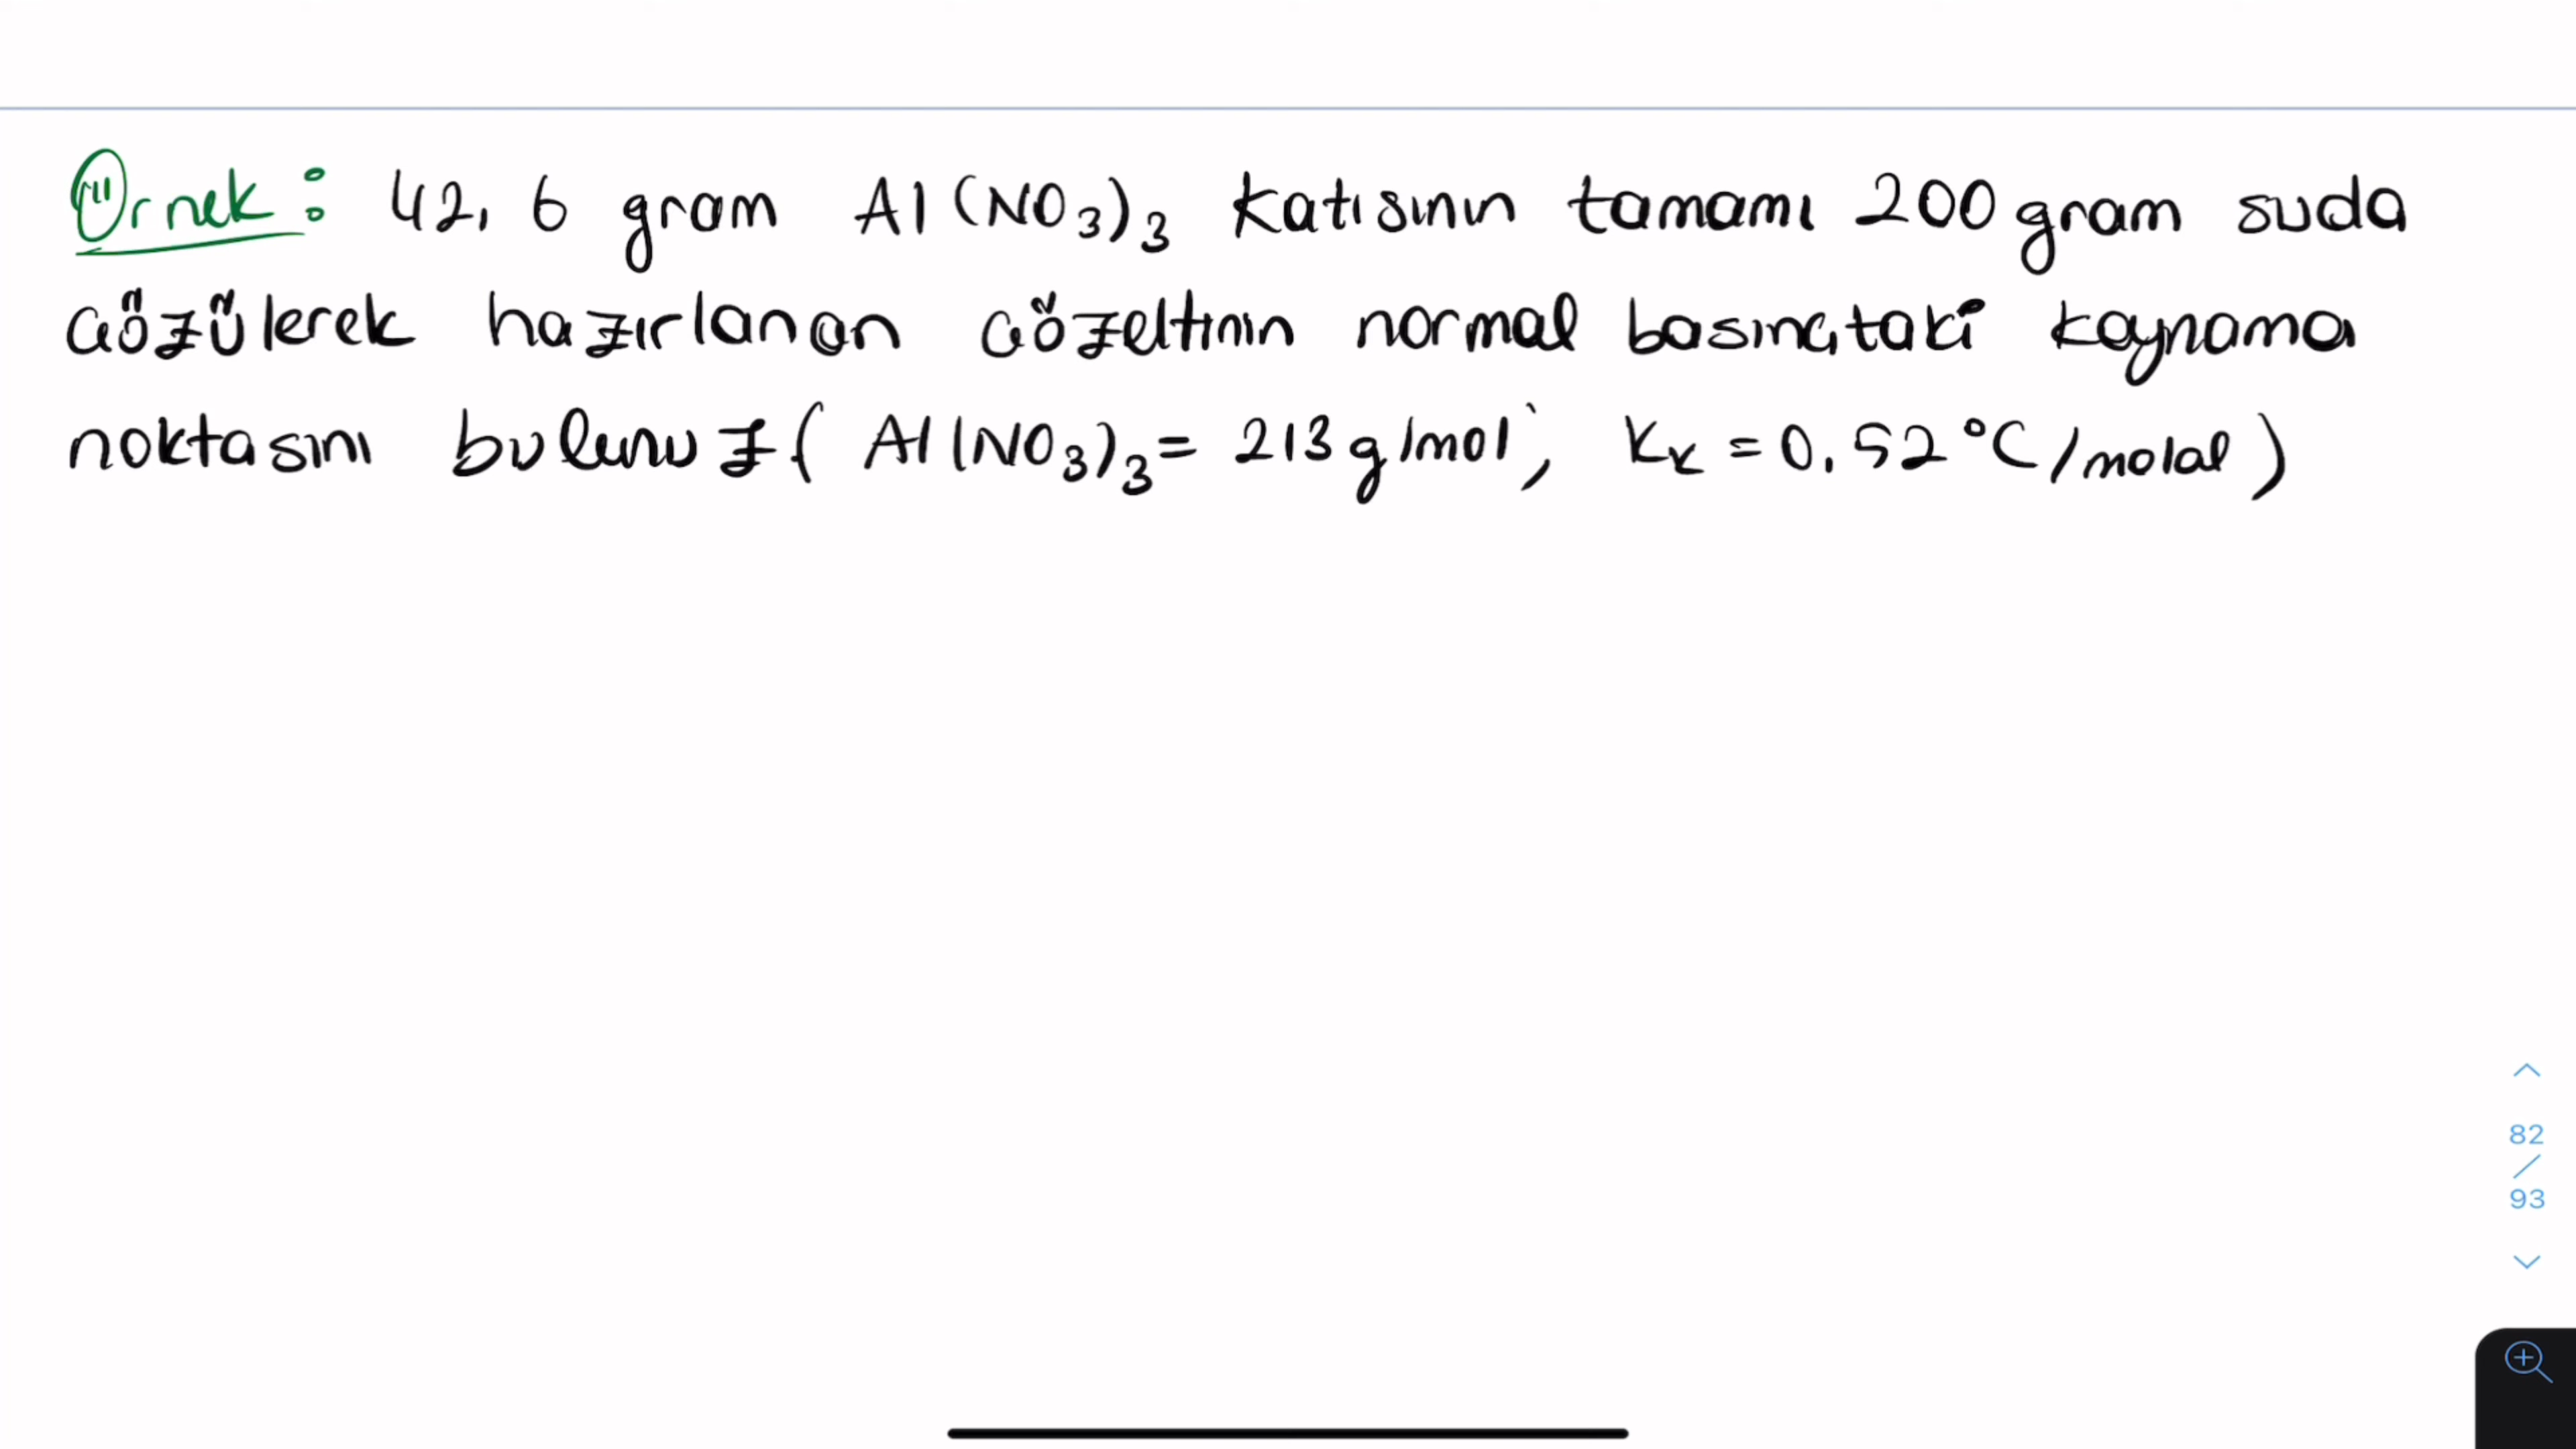 Örnek: 42,6 gram Al(NO3)3 katısının tamamı 200 gram suda
çözülerek hazırlanan çözeltinin normal basınçtaki kaynama
noktasını bulunuz (Al(NO3)3 = 213 g/mol, Kk = 0,52 °C/molal)
82
/
93